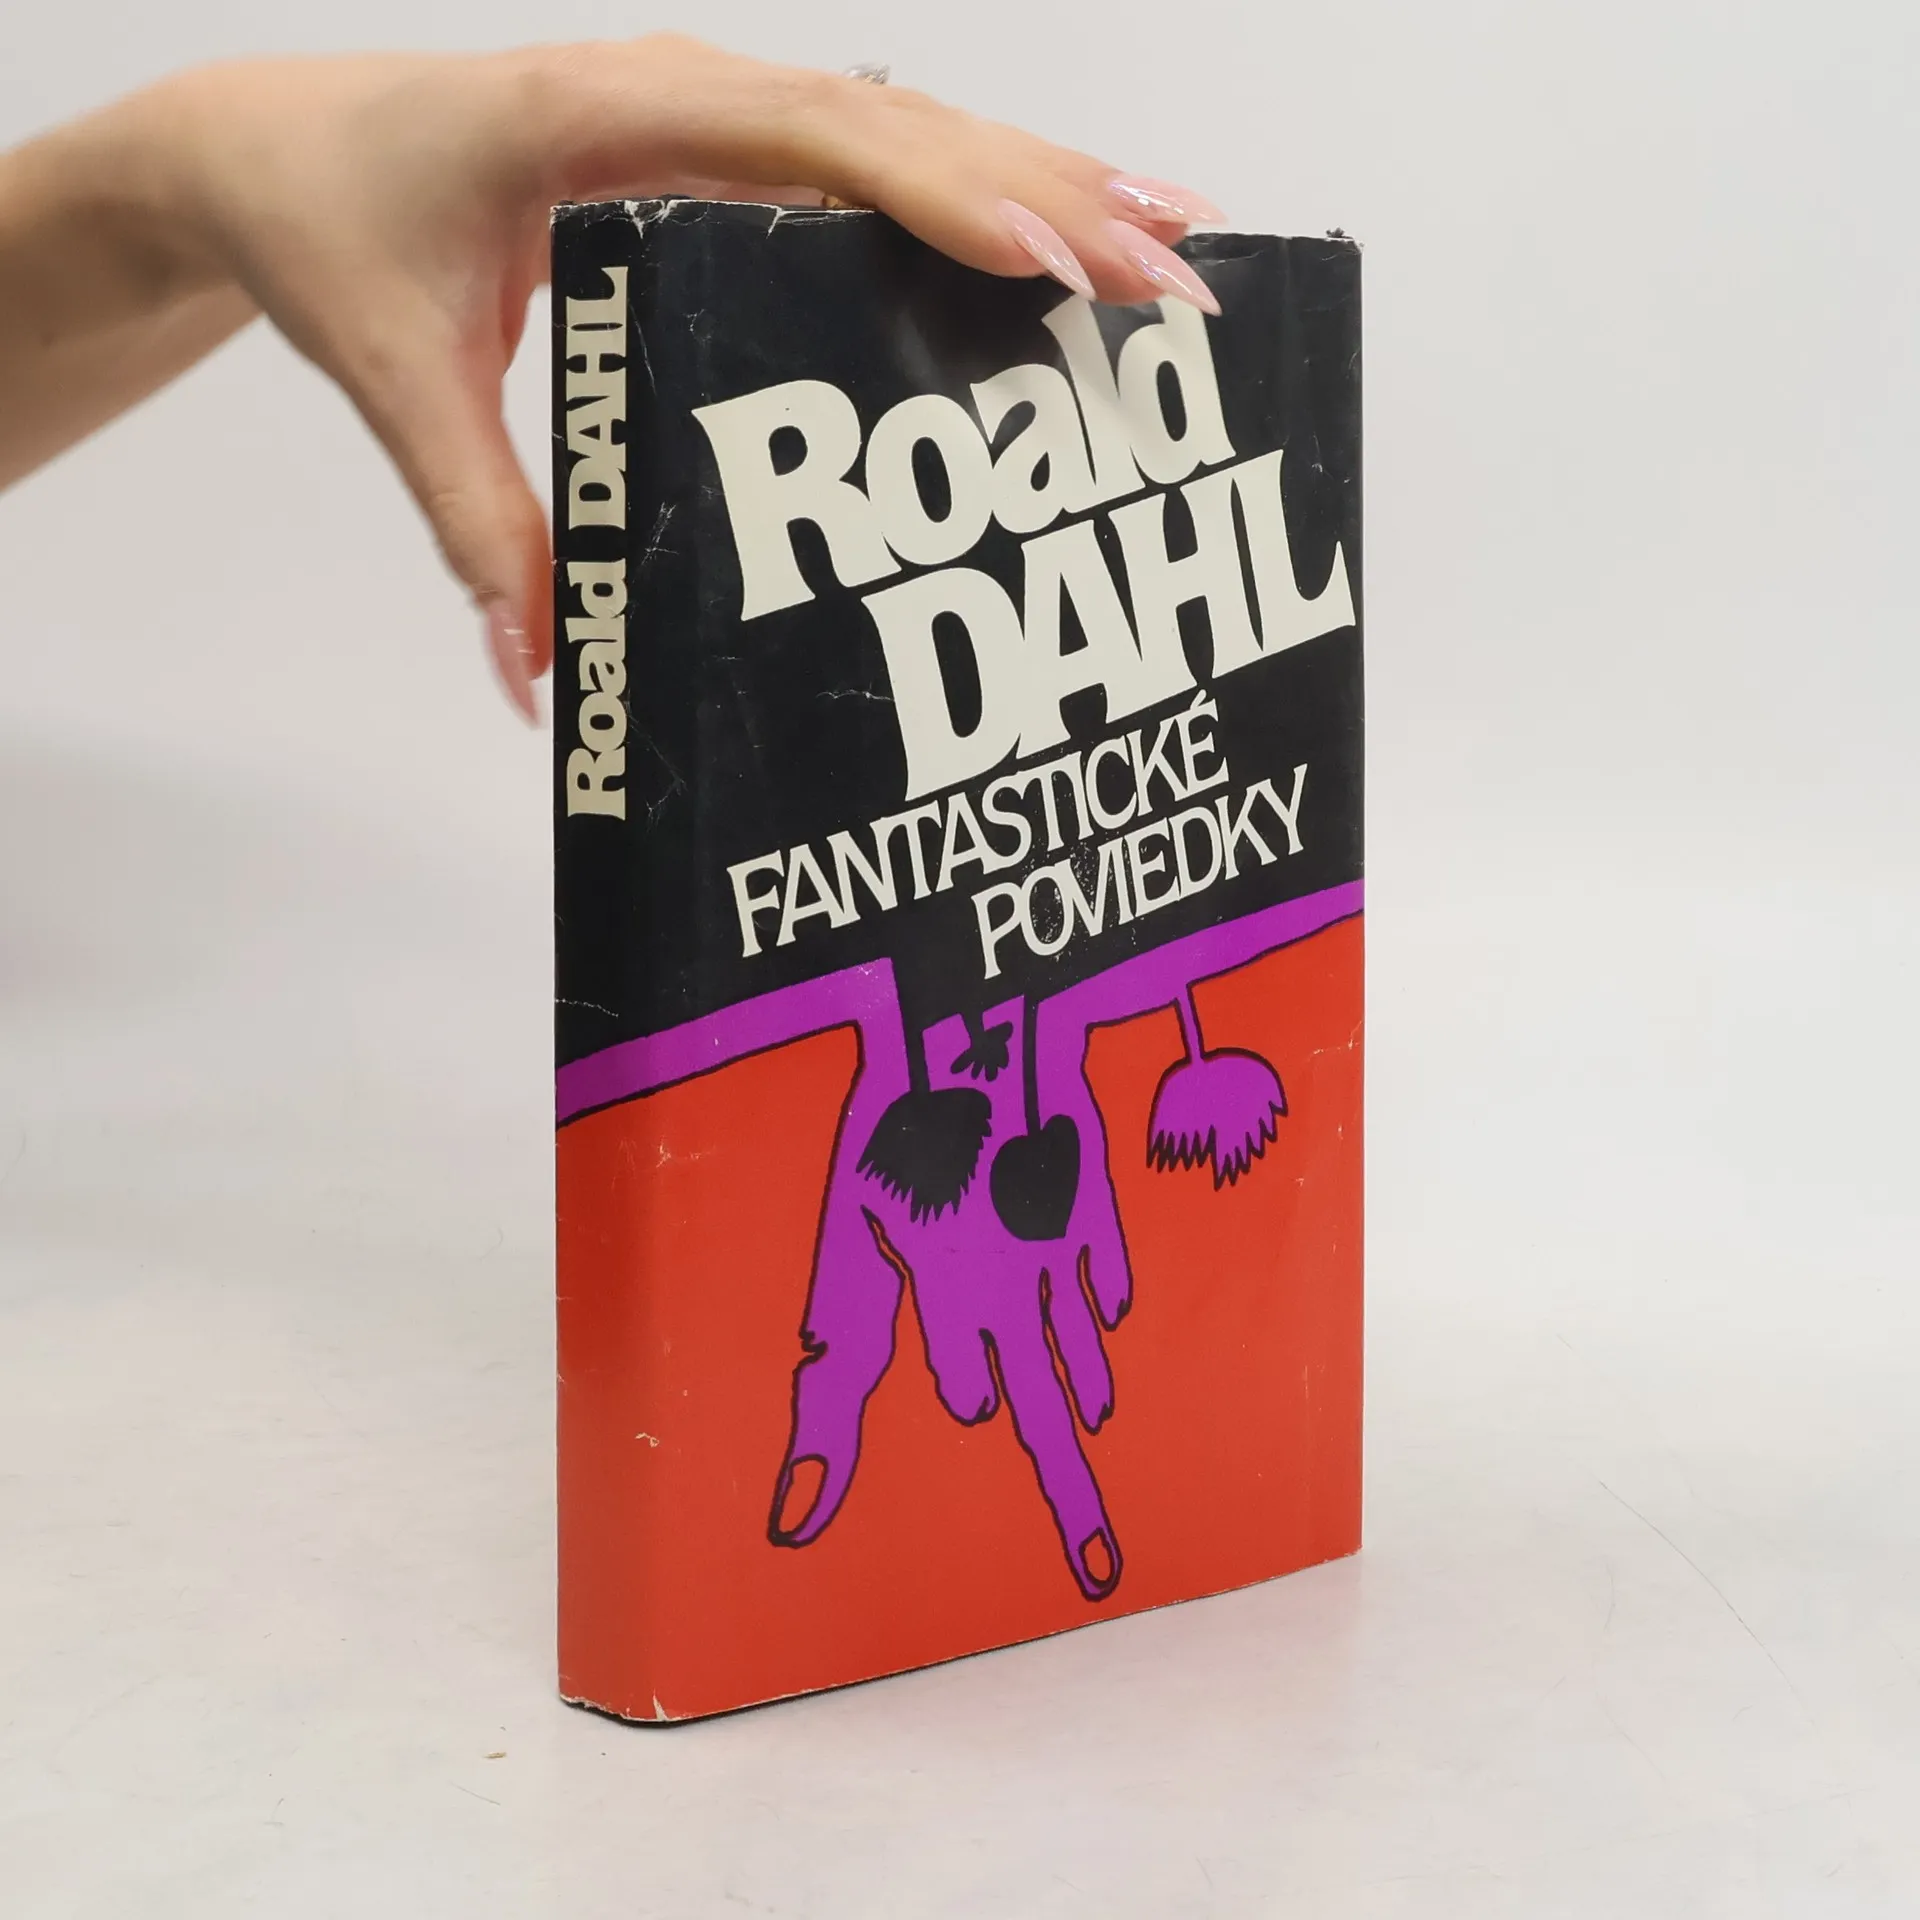 Roald DAHL
Roald
DAHL
FANTASTICKÉ
POVIEDKY